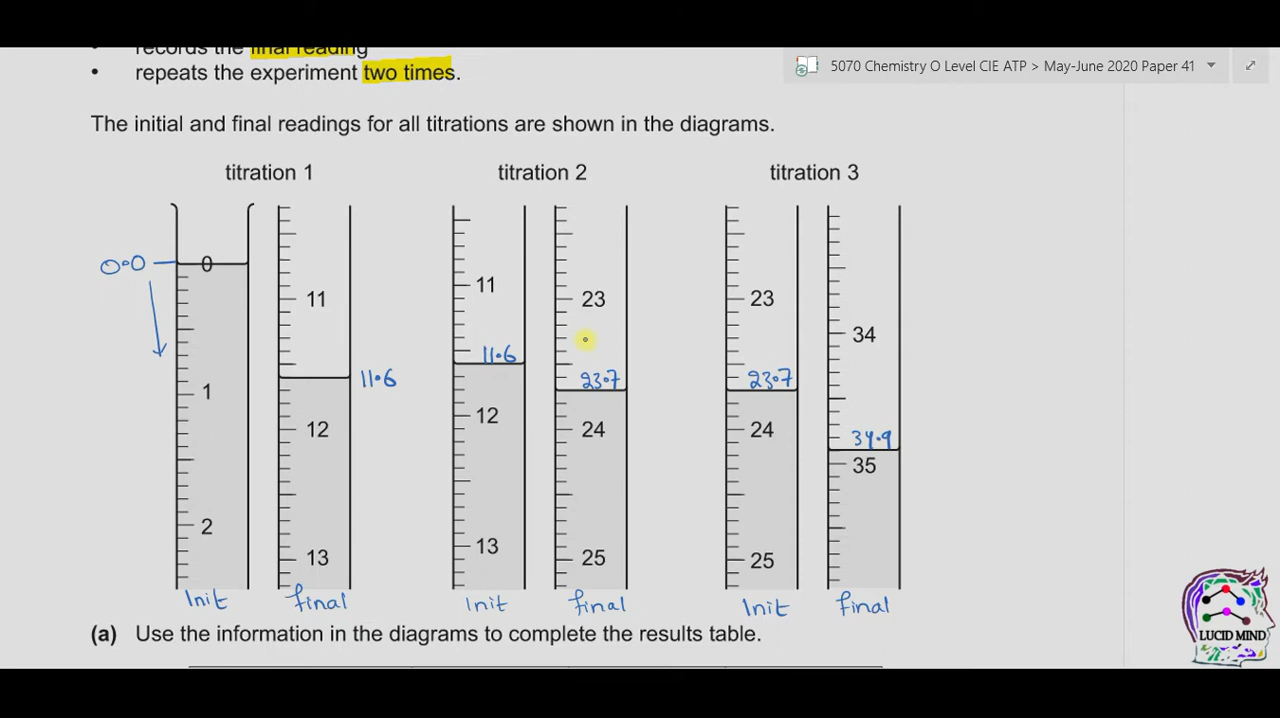 records the final reading
• repeats the experiment two times.
5070 Chemistry O Level CIE ATP > May-June 2020 Paper 41
The initial and final readings for all titrations are shown in the diagrams.
titration 1 titration 2 titration 3
0.0 0 11 11 23 23 34
11.6 11.6 23.7 23.7 34.9
1 12 12 24 24 35
2 13 13 25 25
Init final Init final Init final
(a) Use the information in the diagrams to complete the results table.
LUCID MIND